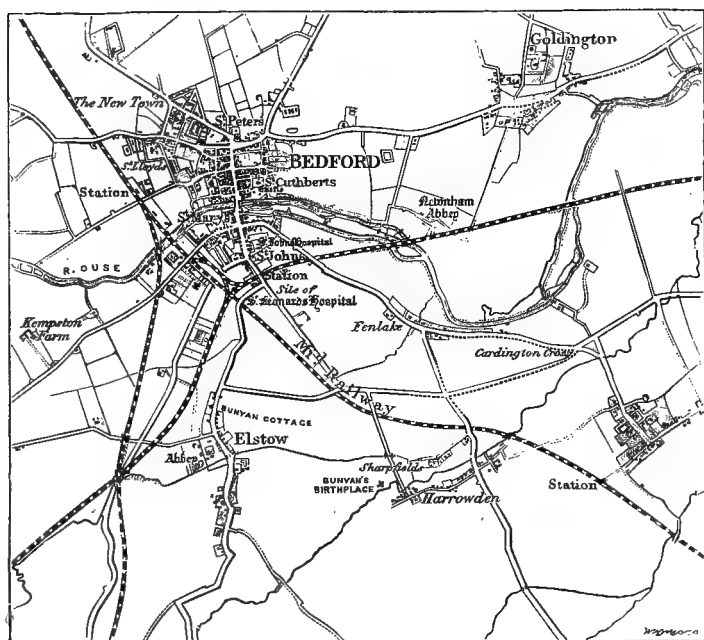 Goldington
The New Town
St Peters
BEDFORD
St Lloyds
St Cuthberts
Station
Newnham
Abbey
St Mary
St Johns Hospital
St Johns
Station
R. OUSE
Site of
St Leonards Hospital
Kempston
Farm
Fenlake
Cardington Cross
Mid Railway
BUNYAN COTTAGE
Elstow
Abbey
Sharpfields
BUNYAN'S
BIRTHPLACE
Harrowden
Station